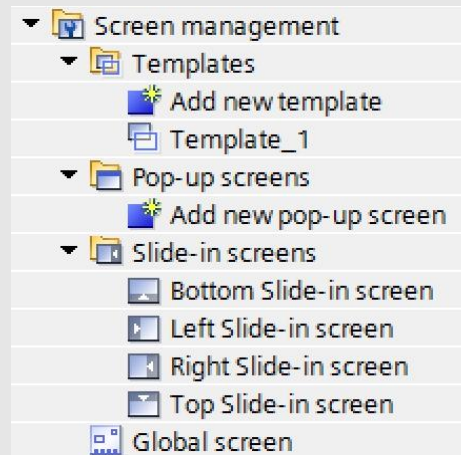 Screen management
Templates
Add new template
Template_1
Pop-up screens
Add new pop-up screen
Slide-in screens
Bottom Slide-in screen
Left Slide-in screen
Right Slide-in screen
Top Slide-in screen
Global screen